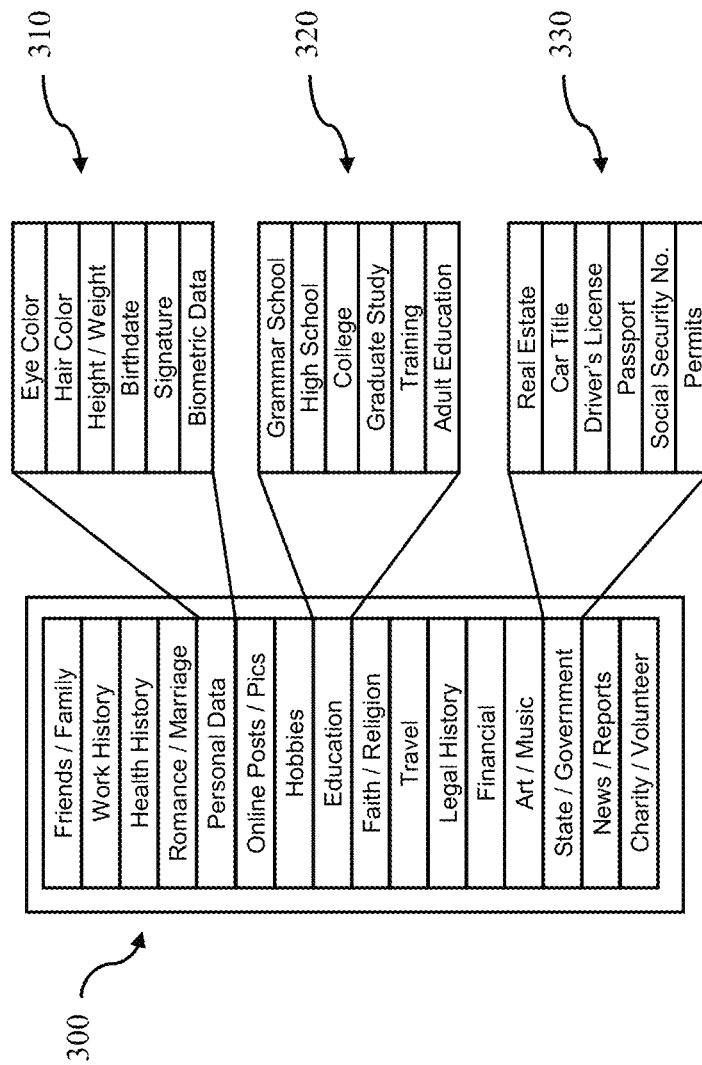 300
Friends / Family
Work History
Health History
Romance / Marriage
Personal Data
Online Posts / Pics
Hobbies
Education
Faith / Religion
Travel
Legal History
Financial
Art / Music
State / Government
News / Reports
Charity / Volunteer
310
Eye Color
Hair Color
Height / Weight
Birthdate
Signature
Biometric Data
320
Grammar School
High School
College
Graduate Study
Training
Adult Education
330
Real Estate
Car Title
Driver's License
Passport
Social Security No.
Permits